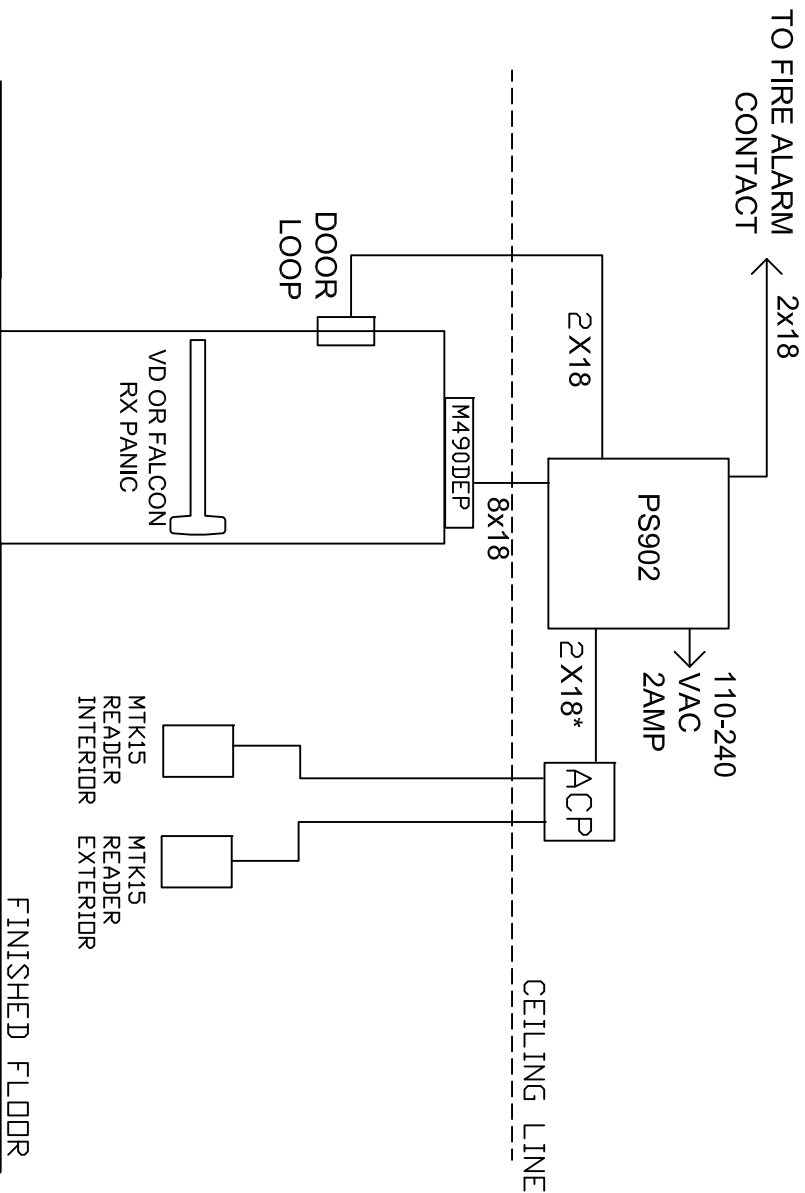 TO FIRE ALARM
CONTACT
2x18
110-240
VAC
2AMP
PS902
2X18
2X18*
ACP
CEILING LINE
8x18
M490DEP
DOOR
LOOP
VD OR FALCON
RX PANIC
MTK15
READER
INTERIOR
MTK15
READER
EXTERIOR
FINISHED FLOOR